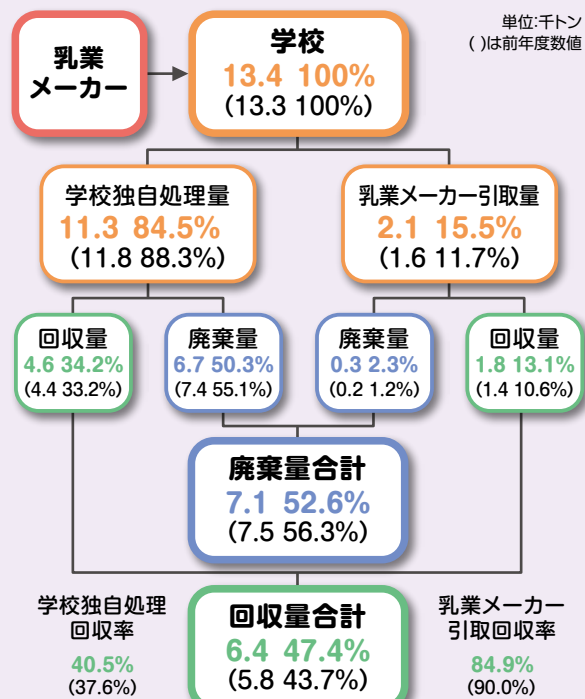 単位:千トン
( )は前年度数値
乳業
メーカー
学校
13.4 100%
(13.3 100%)
学校独自処理量
11.3 84.5%
(11.8 88.3%)
乳業メーカー引取量
2.1 15.5%
(1.6 11.7%)
回収量
4.6 34.2%
(4.4 33.2%)
廃棄量
6.7 50.3%
(7.4 55.1%)
廃棄量
0.3 2.3%
(0.2 1.2%)
回収量
1.8 13.1%
(1.4 10.6%)
廃棄量合計
7.1 52.6%
(7.5 56.3%)
学校独自処理
回収率
40.5%
(37.6%)
回収量合計
6.4 47.4%
(5.8 43.7%)
乳業メーカー
引取回収率
84.9%
(90.0%)